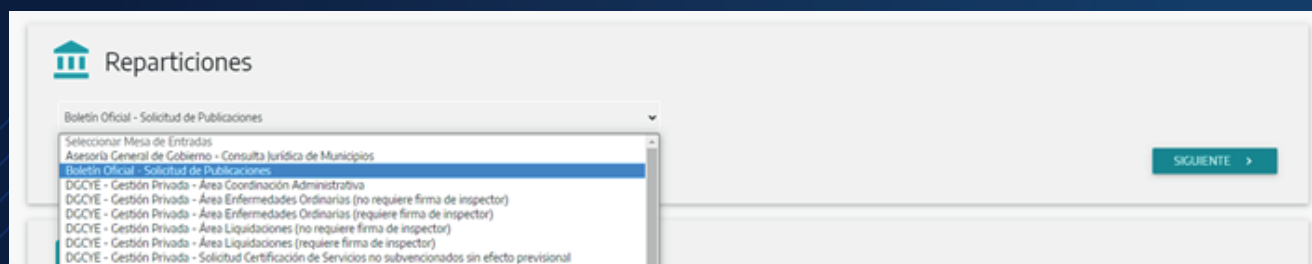 Reparticiones
Boletín Oficial - Solicitud de Publicaciones
Seleccionar Mesa de Entradas
Asesoría General de Gobierno - Consulta Jurídica de Municipios
Boletín Oficial - Solicitud de Publicaciones
SIGUIENTE >
DGCYE - Gestión Privada - Área Coordinación Administrativa
DGCYE - Gestión Privada - Área Enfermedades Ordinarias (no requiere firma de inspector)
DGCYE - Gestión Privada - Área Enfermedades Ordinarias (requiere firma de inspector)
DGCYE - Gestión Privada - Área Liquidaciones (no requiere firma de inspector)
DGCYE - Gestión Privada - Área Liquidaciones (requiere firma de inspector)
DGCYE - Gestión Privada - Solicitud Certificación de Servicios no subvencionados sin efecto previsional